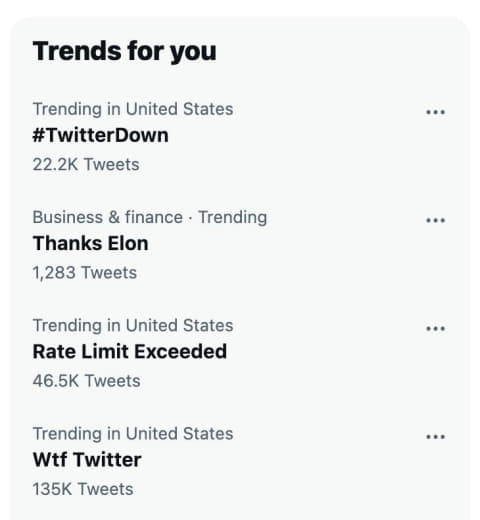 Trends for you
Trending in United States
#TwitterDown
22.2K Tweets
Business & finance · Trending
Thanks Elon
1,283 Tweets
Trending in United States
Rate Limit Exceeded
46.5K Tweets
Trending in United States
Wtf Twitter
135K Tweets